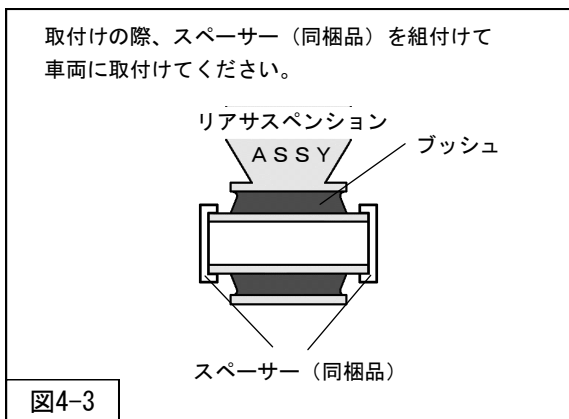 取付けの際、スペーサー（同梱品）を組付けて
車両に取付けてください。
リアサスペンション
ＡＳＳＹ
ブッシュ
スペーサー（同梱品）
図4-3